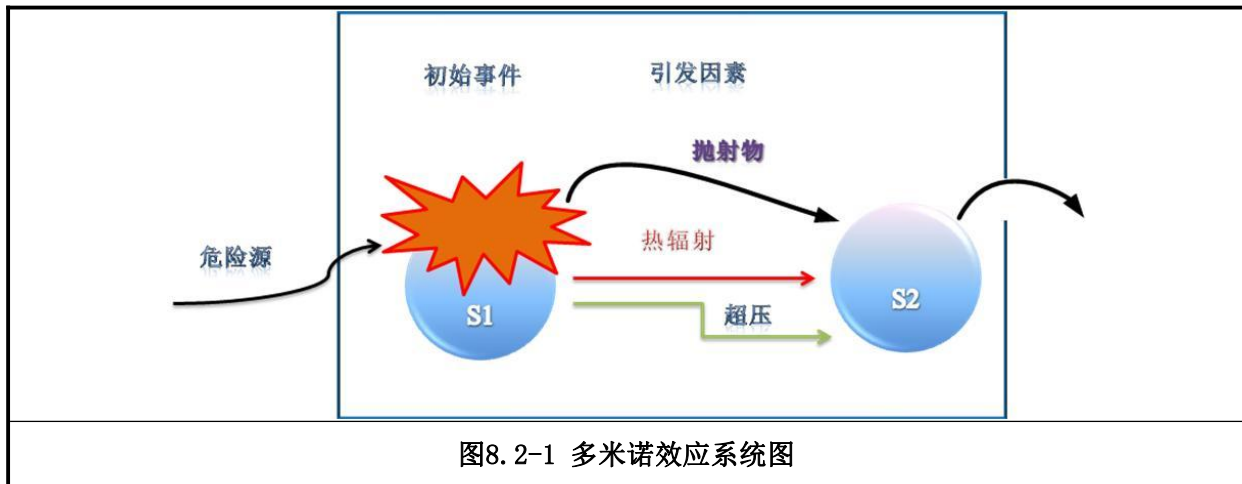 初始事件
引发因素
抛射物
热辐射
危险源
S1
S2
超压
图8.2-1 多米诺效应系统图